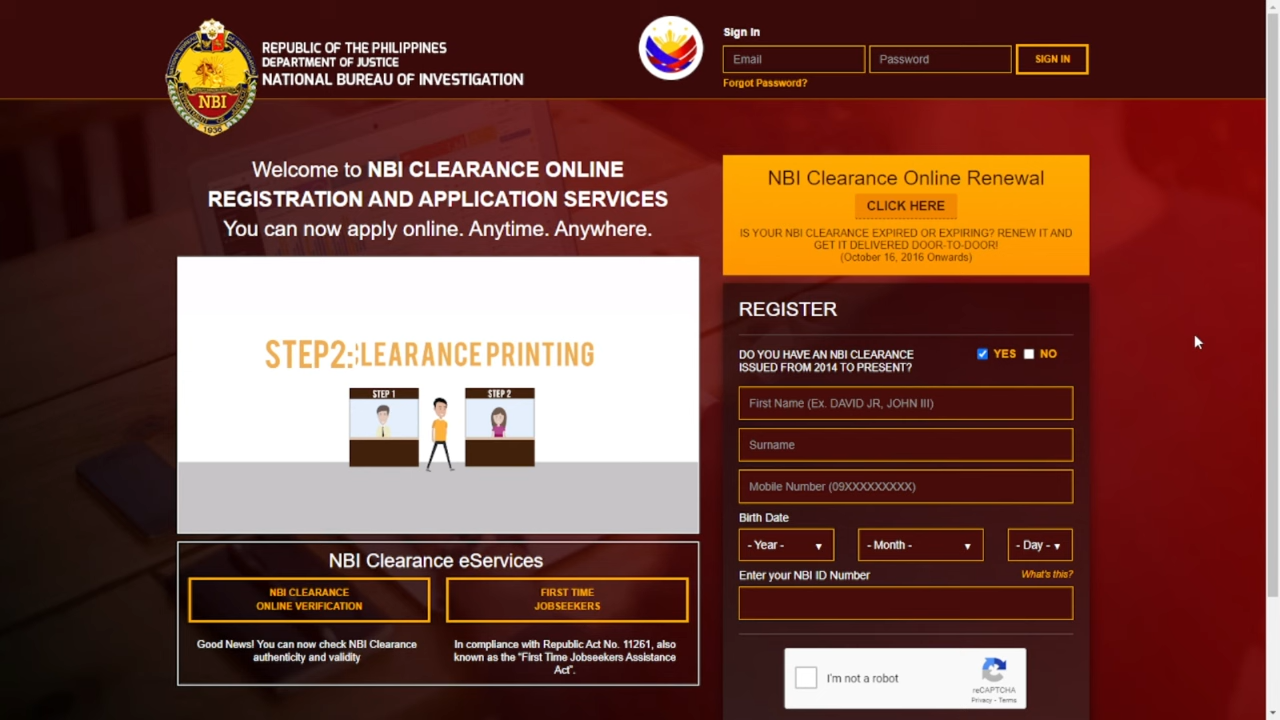 REPUBLIC OF THE PHILIPPINES
DEPARTMENT OF JUSTICE
NATIONAL BUREAU OF INVESTIGATION
NBI
1936
Sign In
Email
Password
SIGN IN
Forgot Password?
Welcome to NBI CLEARANCE ONLINE
REGISTRATION AND APPLICATION SERVICES
You can now apply online. Anytime. Anywhere.
STEP2:
LEARANCE PRINTING
STEP 1
STEP 2
NBI Clearance eServices
NBI CLEARANCE
ONLINE VERIFICATION
Good News! You can now check NBI Clearance
authenticity and validity
FIRST TIME
JOBSEEKERS
In compliance with Republic Act No. 11261, also
known as the “First Time Jobseekers Assistance
Act”.
NBI Clearance Online Renewal
CLICK HERE
IS YOUR NBI CLEARANCE EXPIRED OR EXPIRING? RENEW IT AND
GET IT DELIVERED DOOR-TO-DOOR!
(October 16, 2016 Onwards)
REGISTER
DO YOU HAVE AN NBI CLEARANCE
ISSUED FROM 2014 TO PRESENT?
YES
NO
First Name (Ex. DAVID JR, JOHN III)
Surname
Mobile Number (09XXXXXXXXX)
Birth Date
- Year -
- Month -
- Day -
Enter your NBI ID Number
What's this?
I'm not a robot
reCAPTCHA
Privacy - Terms